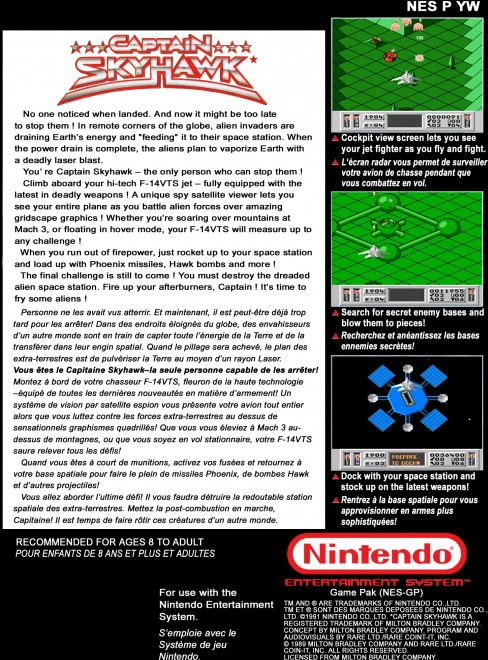 NES P YW
CAPTAIN
SKYHAWK
No one noticed when landed. And now it might be too late
to stop them ! In remote corners of the globe, alien invaders are
draining Earth's energy and "feeding" it to their space station. When
the power drain is complete, the aliens plan to vaporize Earth with
a deadly laser blast.
You' re Captain Skyhawk – the only person who can stop them !
Climb aboard your hi-tech F-14VTS jet – fully equipped with the
latest in deadly weapons ! A unique spy satellite viewer lets you
see your entire plane as you battle alien forces over amazing
gridscape graphics ! Whether you're soaring over mountains at
Mach 3, or floating in hover mode, your F-14VTS will measure up to
any challenge !
When you run out of firepower, just rocket up to your space station
and load up with Phoenix missiles, Hawk bombs and more !
The final challenge is still to come ! You must destroy the dreaded
alien space station. Fire up your afterburners, Captain ! It's time to
fry some aliens !
Personne ne les avait vus atterrir. Et maintenant, il est peut-être déjà trop
tard pour les arrêter! Dans des endroits éloignés du globe, des envahisseurs
d'un autre monde sont en train de capter toute l'énergie de la Terre et de la
transférer dans leur engin spatial. Quand le pillage sera achevé, le plan des
extra-terrestres est de pulvériser la Terre au moyen d'un rayon Laser.
Vous êtes le Capitaine Skyhawk–la seule personne capable de les arrêter!
Montez à bord de votre chasseur F-14VTS, fleuron de la haute technologie
–équipé de toutes les dernières nouveautés en matière d'armement! Un
système de vision par satellite espion vous présente votre avion tout entier
alors que vous luttez contre les forces extra-terrestres au dessus de
sensationnels graphismes quadrillés! Que vous vous éleviez à Mach 3 au-
dessus de montagnes, ou que vous soyez en vol stationnaire, votre F-14VTS
saura relever tous les défis!
Quand vous êtes à court de munitions, activez vos fusées et retournez à
votre base spatiale pour faire le plein de missiles Phoenix, de bombes Hawk
et d'autres projectiles!
Vous allez aborder l'ultime défi! Il vous faudra détruire la redoutable station
spatiale des extra-terrestres. Mettez la post-combustion en marche,
Capitaine! Il est temps de faire rôtir ces créatures d'un autre monde.
Cockpit view screen lets you see
your jet fighter as you fly and fight.
L'écran radar vous permet de surveiller
votre avion de chasse pendant que
vous combattez en vol.
Search for secret enemy bases and
blow them to pieces!
Recherchez et anéantissez les bases
ennemies secrètes!
PREPARE
TO DOCK
Dock with your space station and
stock up on the latest weapons!
Rentrez à la base spatiale pour vous
approvisionner en armes plus
sophistiquées!
RECOMMENDED FOR AGES 8 TO ADULT
POUR ENFANTS DE 8 ANS ET PLUS ET ADULTES
For use with the
Nintendo Entertainment
System.
S'emploie avec le
Système de jeu
Nintendo.
Nintendo®
ENTERTAINMENT SYSTEM™
Game Pak (NES-GP)
TM AND ® ARE TRADEMARKS OF NINTENDO CO.,LTD.
TM ET ® SONT DES MARQUES DEPOSEES DE NINTENDO CO.,
LTD. ©1991 NINTENDO CO.,LTD. "CAPTAIN SKYHAWK IS A
REGISTERED TRADEMARK OF MILTON BRADLEY COMPANY.
CONCEPT BY MILTON BRADLEY COMPANY PROGRAM AND
AUDIOVISUALS BY RARE LTD./RARE COINT-IT, INC.
© 1989 MILTON BRADLEY COMPANY AND RARE LTD./RARE
COIN-IT, INC. ALL RIGHTS RESERVED.
LICENSED FROM MILTON BRADLEY COMPANY.